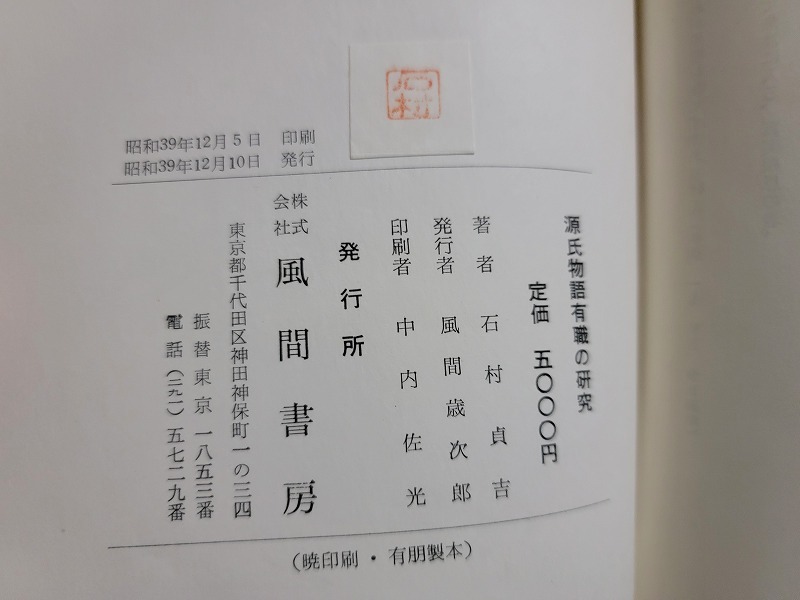 石村
昭和39年12月5日 印刷
昭和39年12月10日 発行
源氏物語有職の研究
定価 五〇〇〇円
著者 石村貞吉
発行者 風間歳次郎
印刷者 中内佐光
発行所
株式会社 風間書房
東京都千代田区神田神保町一の三四
振替東京一八五三番
電話(二九一)五七二九番
(暁印刷・有朋製本)